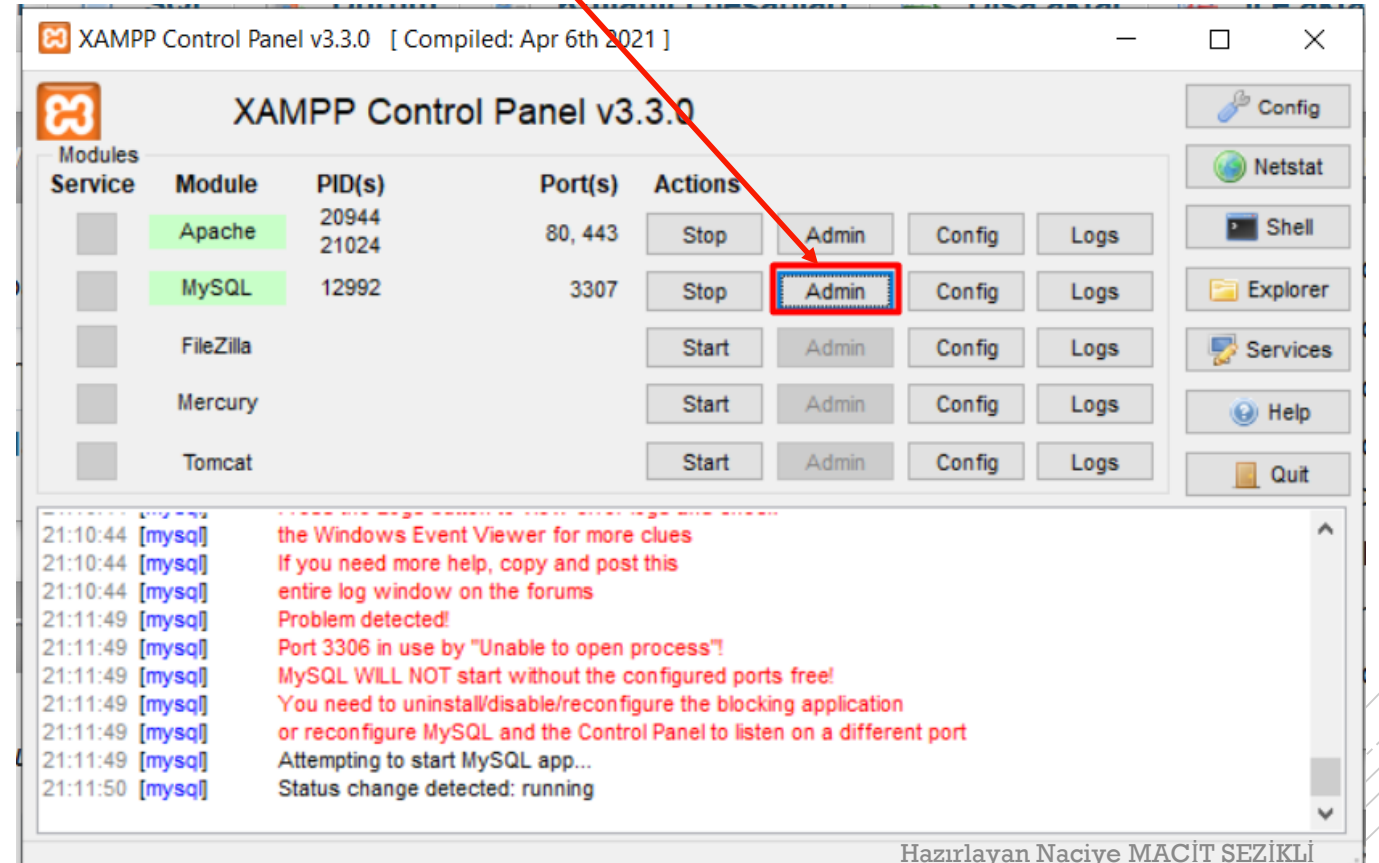 XAMPP Control Panel v3.3.0 [ Compiled: Apr 6th 2021 ]
XAMPP Control Panel v3.3.0
Config
Modules
Netstat
Service Module PID(s) Port(s) Actions
Apache 20944 21024 80, 443 Stop Admin Config Logs
Shell
MySQL 12992 3307 Stop Admin Config Logs
Explorer
FileZilla Start Admin Config Logs
Services
Mercury Start Admin Config Logs
Help
Tomcat Start Admin Config Logs
Quit
21:10:44 [mysql] the Windows Event Viewer for more clues
21:10:44 [mysql] If you need more help, copy and post this
21:10:44 [mysql] entire log window on the forums
21:11:49 [mysql] Problem detected!
21:11:49 [mysql] Port 3306 in use by "Unable to open process"!
21:11:49 [mysql] MySQL WILL NOT start without the configured ports free!
21:11:49 [mysql] You need to uninstall/disable/reconfigure the blocking application
21:11:49 [mysql] or reconfigure MySQL and the Control Panel to listen on a different port
21:11:49 [mysql] Attempting to start MySQL app...
21:11:50 [mysql] Status change detected: running
Hazırlayan Naciye MACİT SEZİKLİ